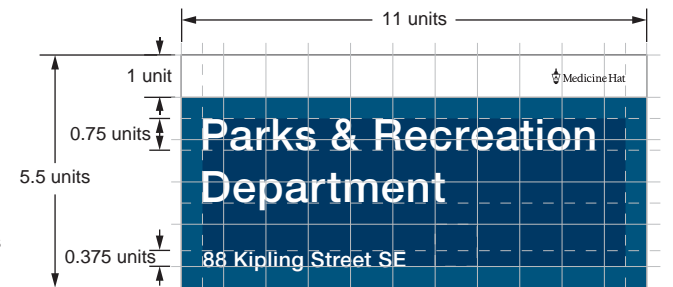 11 units
1 unit
Medicine Hat
0.75 units
Parks & Recreation
5.5 units
Department
0.375 units
88 Kipling Street SE